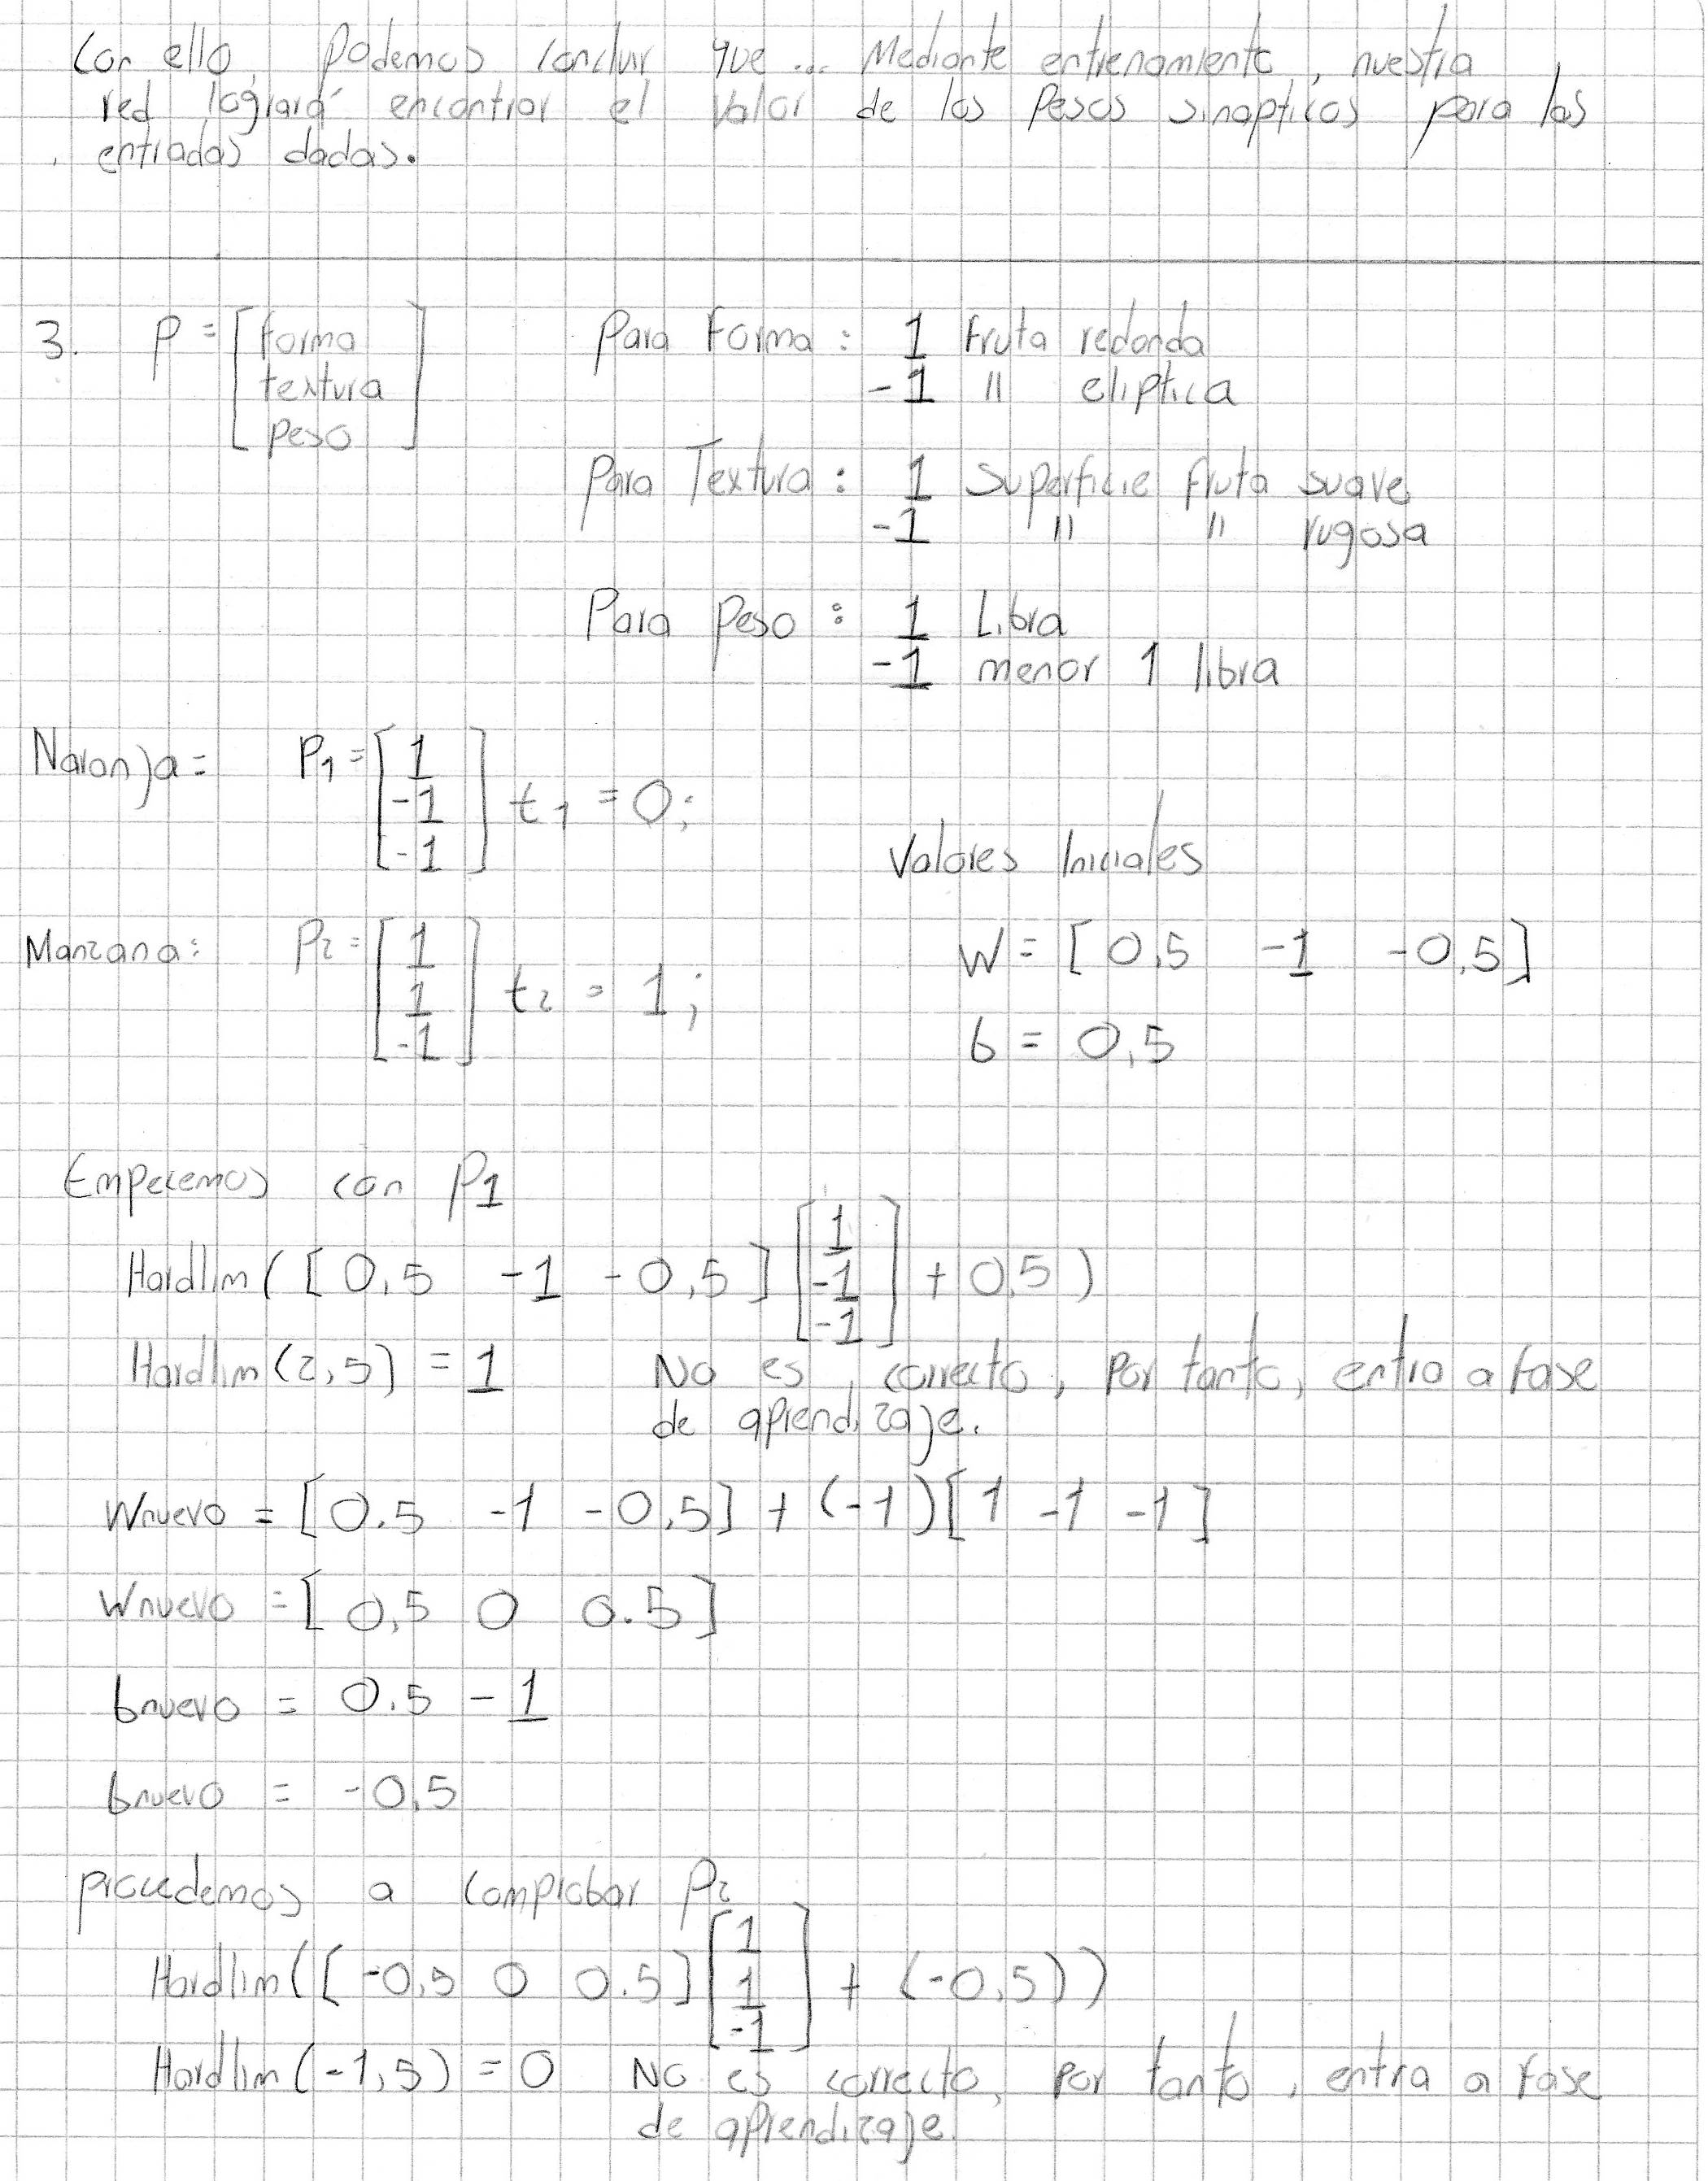 Con ello, podemos concluir que... Mediante entrenamiento, nuestra
red logrará encontrar el valor de los pesos sinapticos para las
entradas dadas.
3. P = [forma textura peso]
Para Forma : 1 Fruta redonda
-1 " eliptica
Para Textura : 1 Superficie fruta suave
-1 " " rugosa
Para Peso : 1 Libra
-1 menor 1 libra
Naranja = P1 = [1 -1 -1] t1 = 0;
Valores Iniciales
Manzana: P2 = [1 1 -1] t2 = 1;
W = [0,5 -1 -0,5]
b = 0,5
Empecemos con P1
Hardlim([0,5 -1 -0,5][1 -1 -1] + 0,5)
Hardlim(2,5) = 1 No es correcto, por tanto, entra a fase
de aprendizaje.
Wnuevo = [0.5 -1 -0,5] + (-1)[1 -1 -1]
Wnuevo = [0,5 0 0.5]
bnuevo = 0.5 - 1
bnuevo = -0,5
procedemos a comprobar P2
Hardlim([-0,5 0 0.5][1 1 -1] + (-0,5))
Hardlim(-1,5) = 0 No es correcto, por tanto, entra a fase
de aprendizaje.